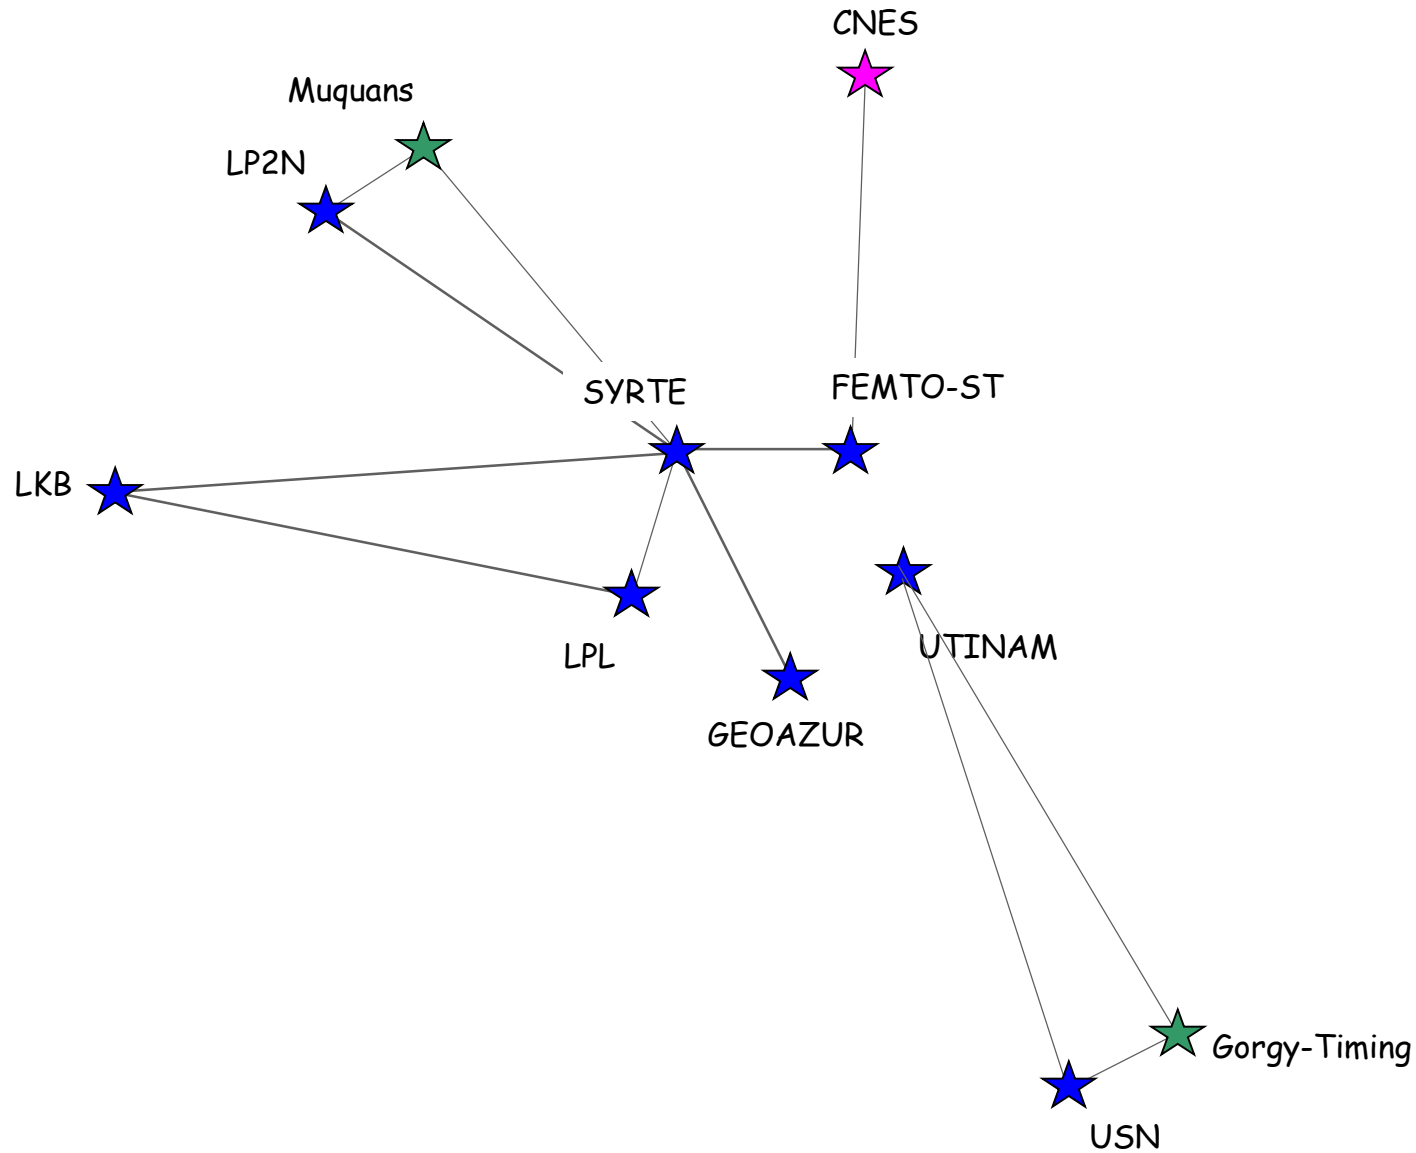 CNES
Muquans
LP2N
SYRTE
FEMTO-ST
LKB
UTINAM
LPL
GEOAZUR
Gorgy-Timing
USN